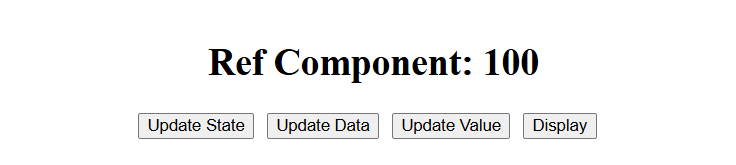 Ref Component: 100
Update State Update Data Update Value Display